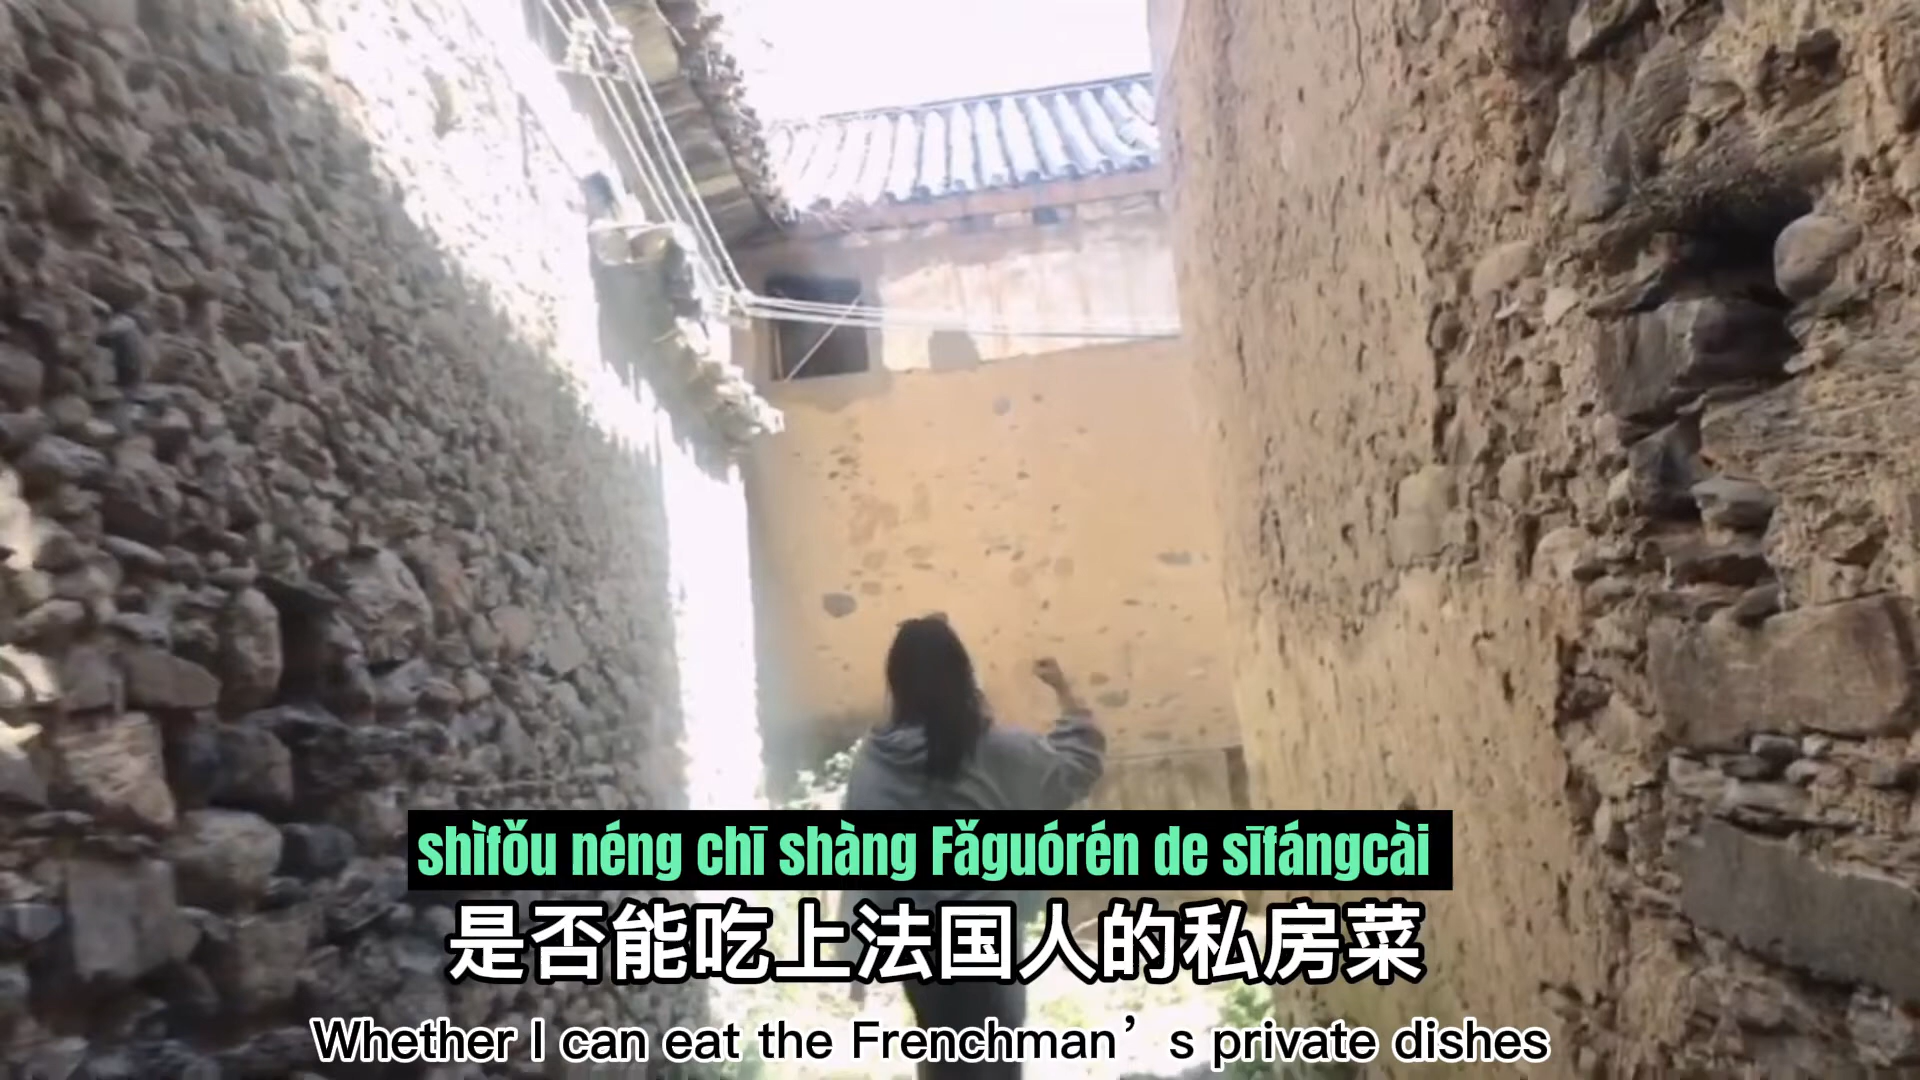 shìfǒu néng chī shàng Fǎguórén de sīfángcài
是否能吃上法国人的私房菜
Whether I can eat the Frenchman’s private dishes